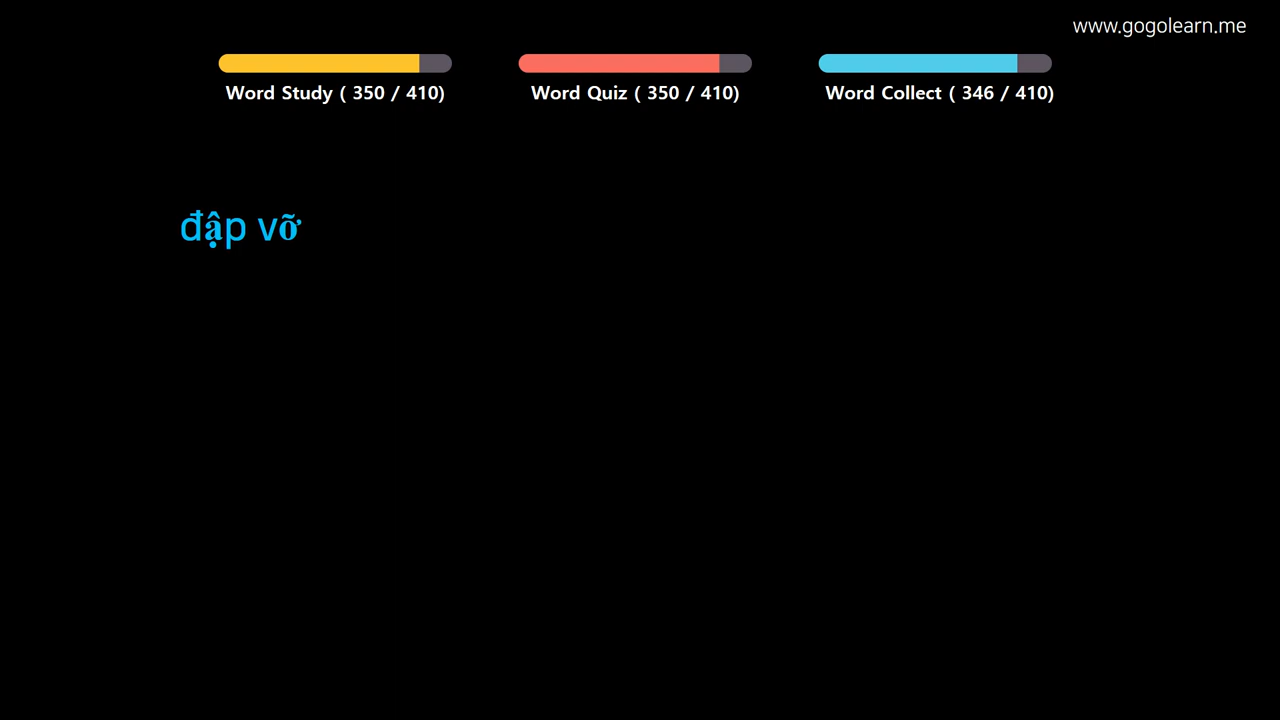 www.gogolearn.me
Word Study ( 350 / 410)
Word Quiz ( 350 / 410)
Word Collect ( 346 / 410)
đập vỡ